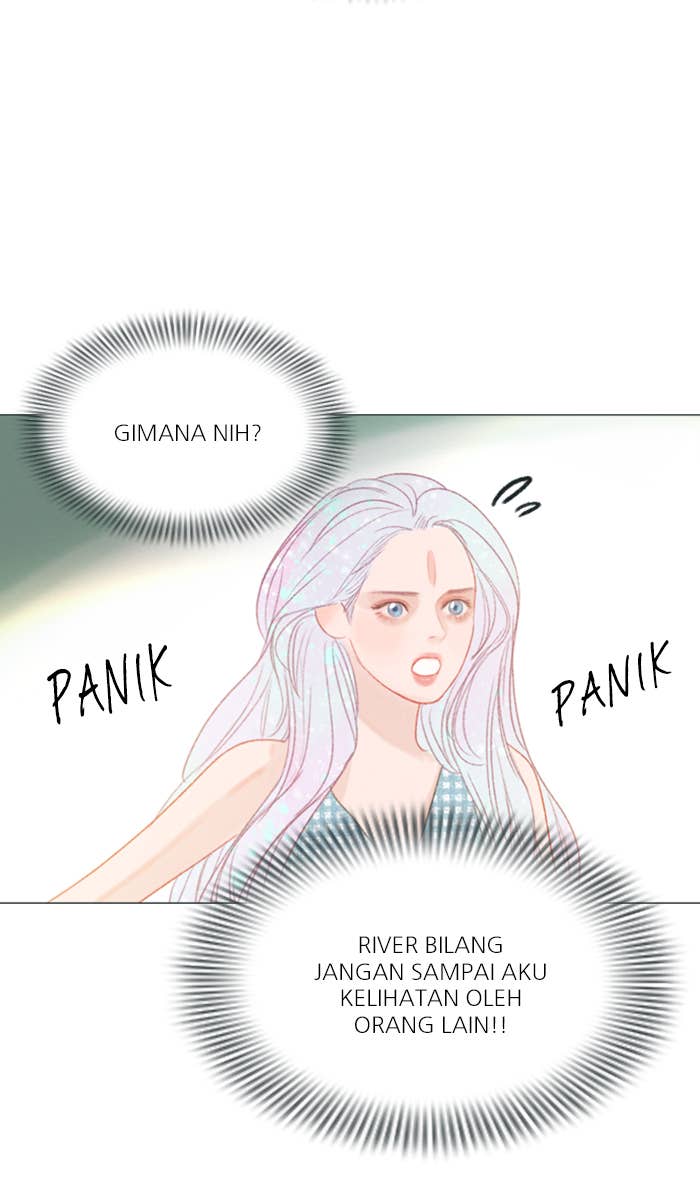 GIMANA NIH?
PANIK
PANIK
RIVER BILANG
JANGAN SAMPAI AKU
KELIHATAN OLEH
ORANG LAIN!!